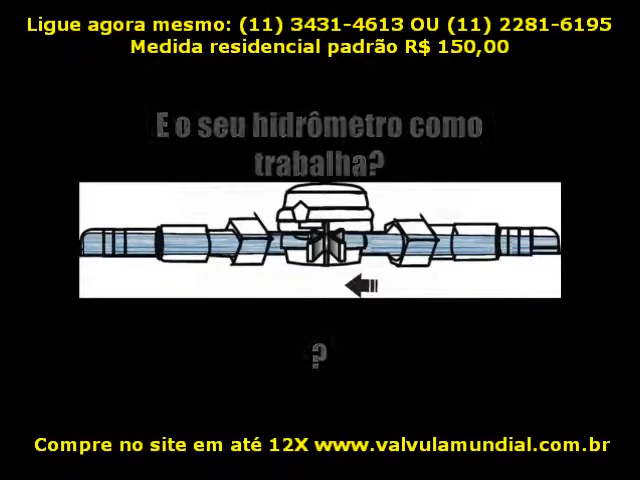 Ligue agora mesmo: (11) 3431-4613 OU (11) 2281-6195
Medida residencial padrão R$ 150,00
E o seu hidrômetro como
trabalha?
?
Compre no site em até 12X www.valvulamundial.com.br